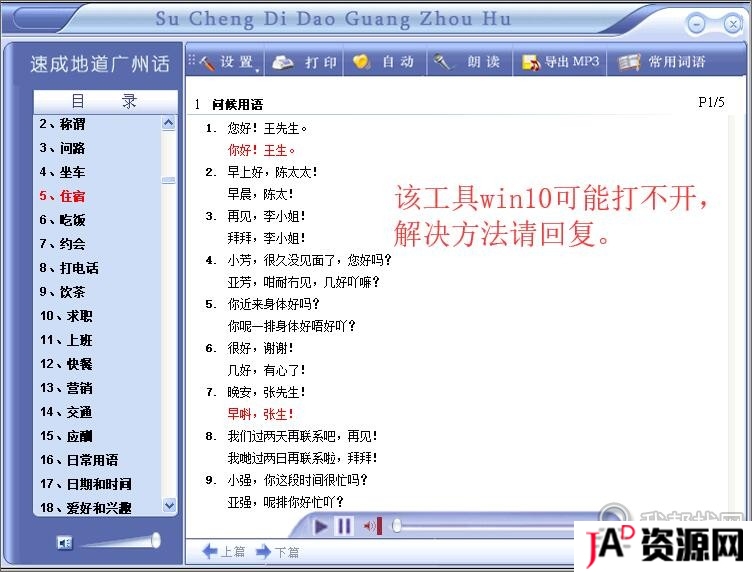 Su Cheng Di Dao Guang Zhou Hu
速成地道广州话
设置 打印 自动 朗读 导出MP3 常用词语
目 录
2、称谓
3、问路
4、坐车
5、住宿
6、吃饭
7、约会
8、打电话
9、饮茶
10、求职
11、上班
12、快餐
13、营销
14、交通
15、应酬
16、日常用语
17、日期和时间
18、爱好和兴趣
1 问候用语 P1/5
1. 您好！王先生。
你好！王生。
2. 早上好，陈太太！
早晨，陈太！
3. 再见，李小姐！
拜拜，李小姐！
4. 小芳，很久没见面了，您好吗？
亚芳，咁耐冇见，几好吖嘛？
5. 你近来身体好吗？
你呢一排身体好唔好吖？
6. 很好，谢谢！
几好，有心了！
7. 晚安，张先生！
早唞，张生！
8. 我们过两天再联系吧，再见！
我哋过两日再联系啦，拜拜！
9. 小强，你这段时间很忙吗？
亚强，呢排你好忙吖？
该工具win10可能打不开，
解决方法请回复。
上篇 下篇
我帮找网
JAD资源网